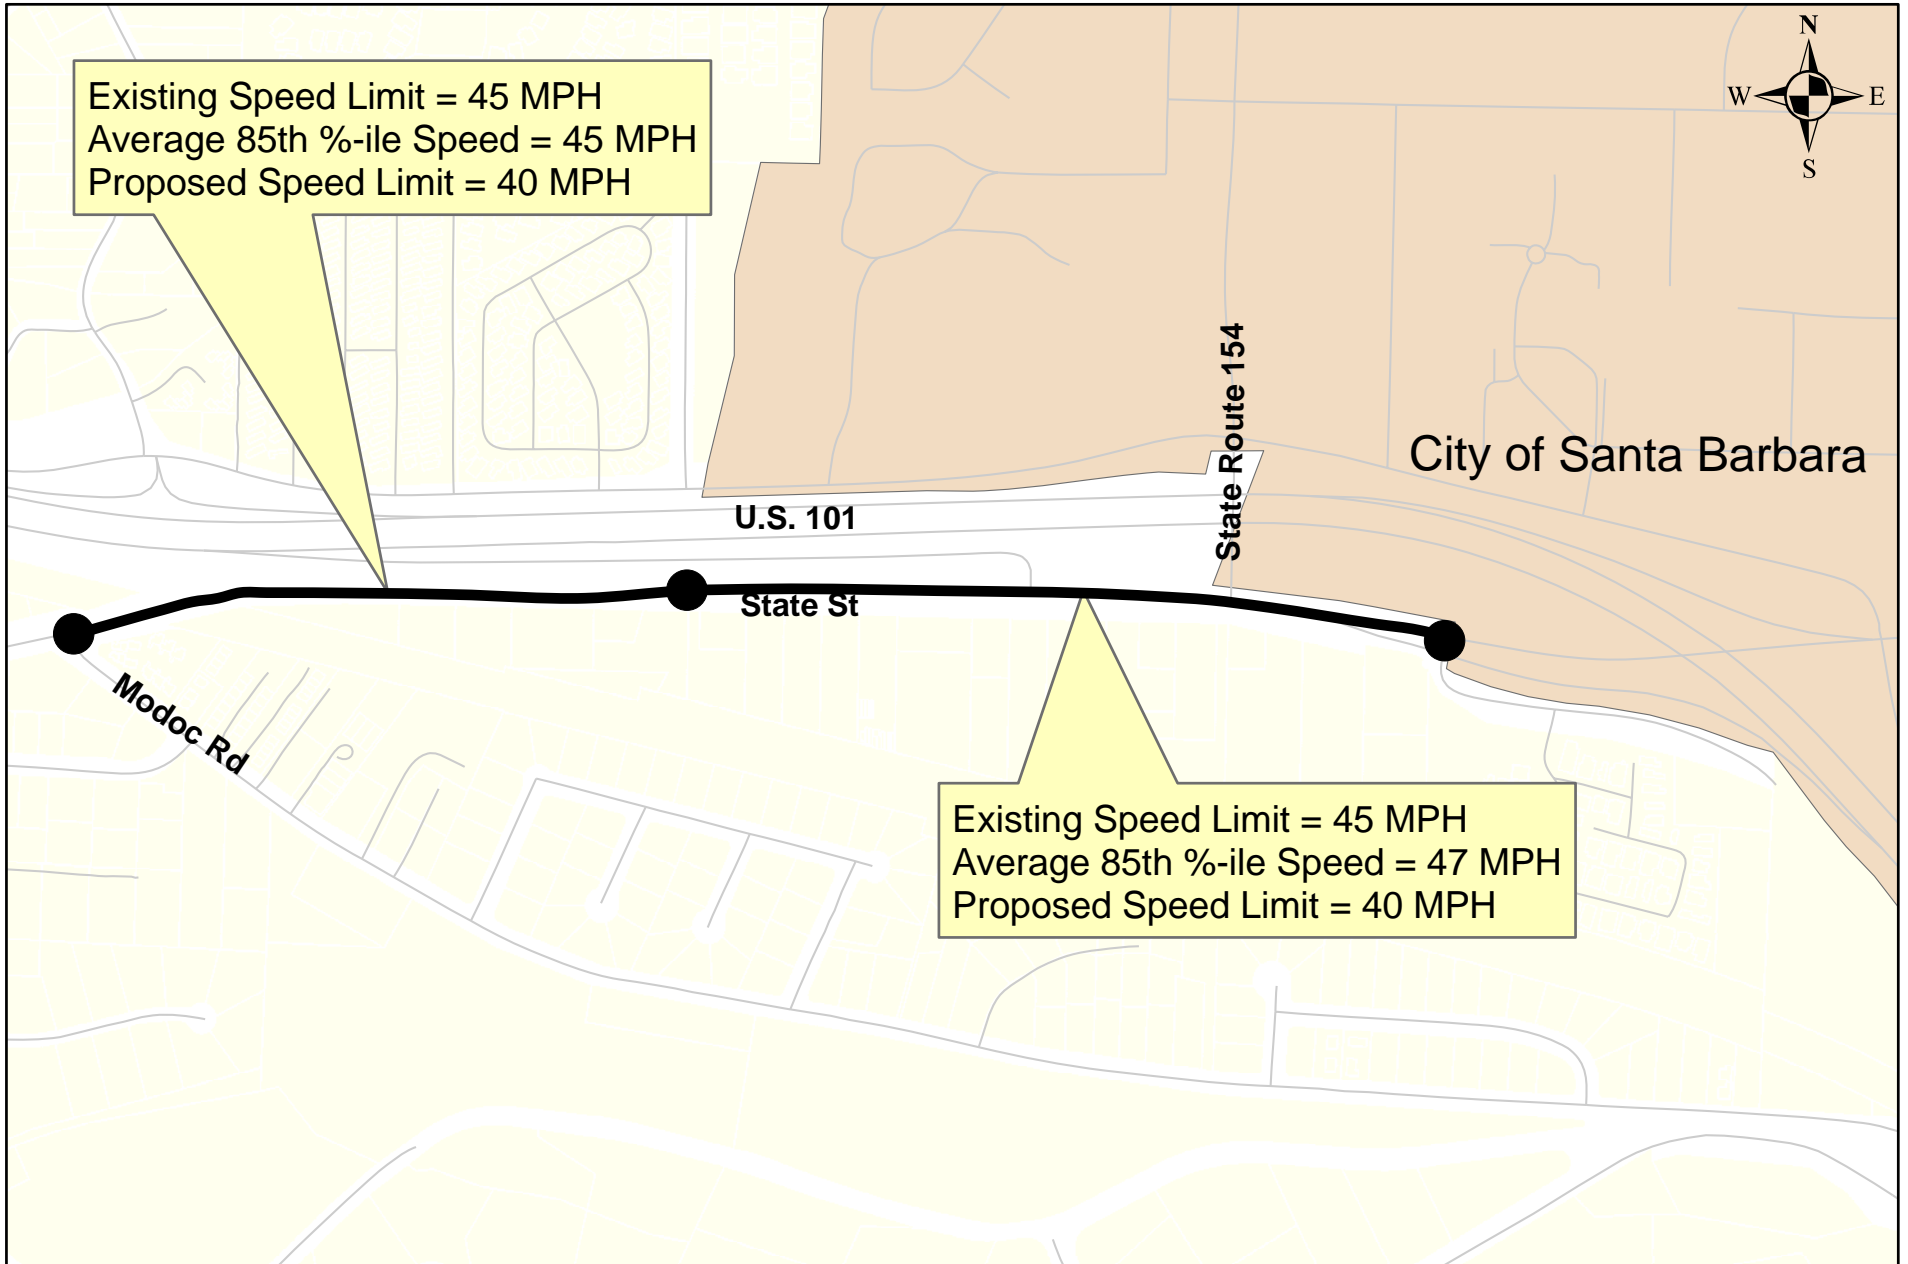 N
W E
S
Existing Speed Limit = 45 MPH
Average 85th %-ile Speed = 45 MPH
Proposed Speed Limit = 40 MPH
State Route 154
City of Santa Barbara
U.S. 101
State St
Modoc Rd
Existing Speed Limit = 45 MPH
Average 85th %-ile Speed = 47 MPH
Proposed Speed Limit = 40 MPH